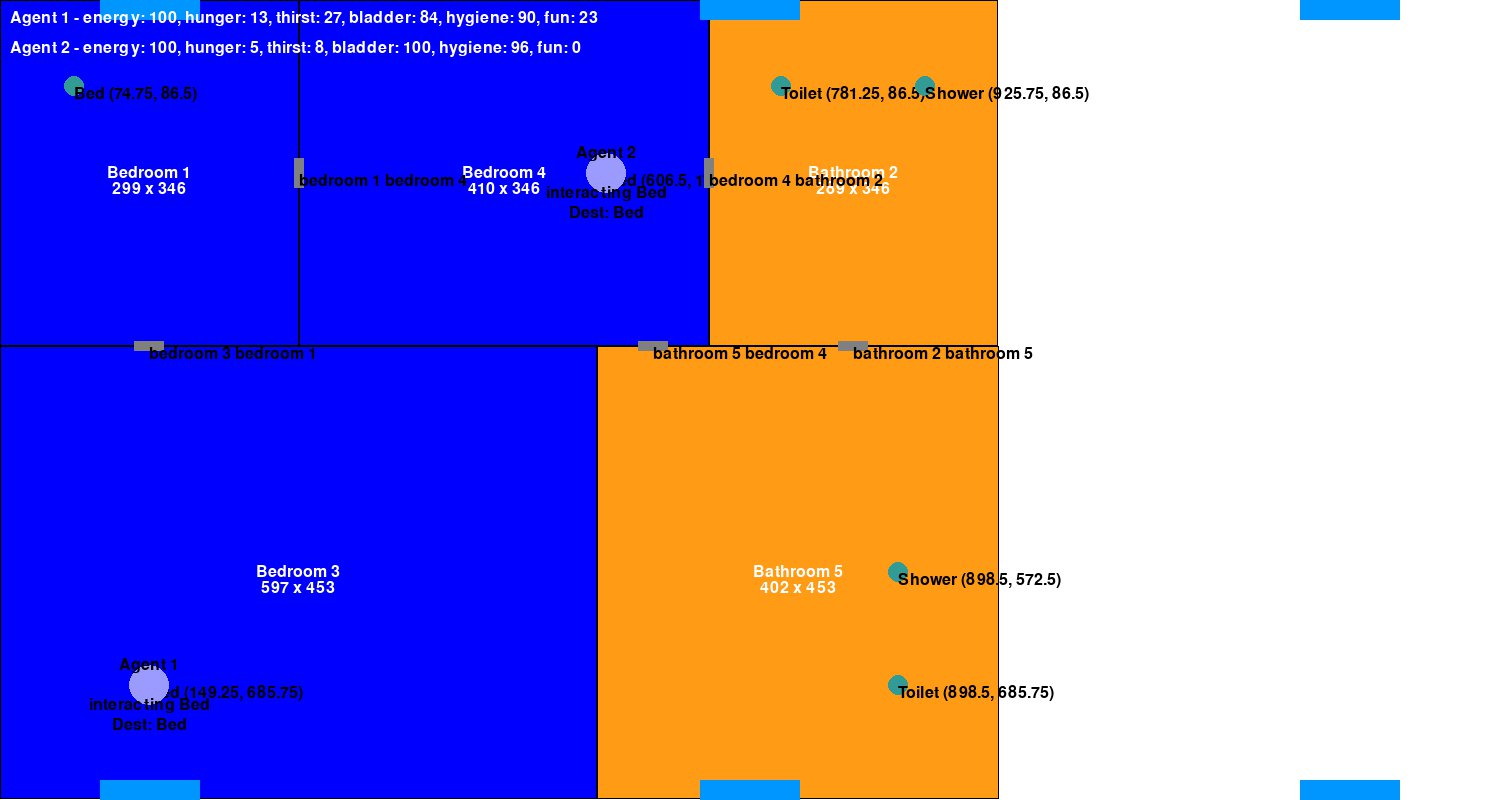 Agent 1 - energy: 100, hunger: 13, thirst: 27, bladder: 84, hygiene: 90, fun: 23
Agent 2 - energy: 100, hunger: 5, thirst: 8, bladder: 100, hygiene: 96, fun: 0
Bed (74.75, 86.5)
Toilet (781.25, 86.5)
Shower (925.75, 86.5)
Agent 2
Bedroom 1
299 x 346
Bedroom 4
410 x 346
Bathroom 2
289 x 346
bedroom 1 bedroom 4
(606.5, 1
bedroom 4 bathroom 2
interacting Bed
Dest: Bed
bedroom 3 bedroom 1
bathroom 5 bedroom 4
bathroom 2 bathroom 5
Bedroom 3
597 x 453
Bathroom 5
402 x 453
Shower (898.5, 572.5)
Agent 1
(149.25, 685.75)
Toilet (898.5, 685.75)
interacting Bed
Dest: Bed